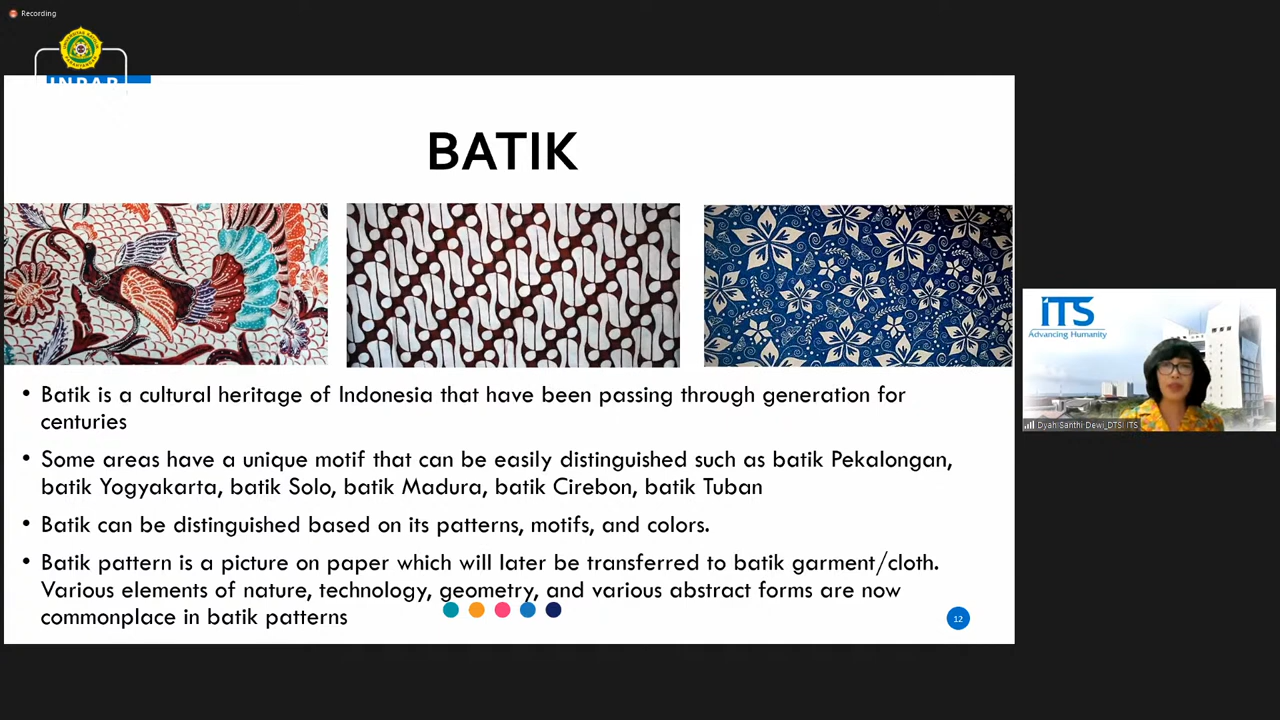 Recording
UNPAR
BATIK
• Batik is a cultural heritage of Indonesia that have been passing through generation for
centuries
• Some areas have a unique motif that can be easily distinguished such as batik Pekalongan,
batik Yogyakarta, batik Solo, batik Madura, batik Cirebon, batik Tuban
• Batik can be distinguished based on its patterns, motifs, and colors.
• Batik pattern is a picture on paper which will later be transferred to batik garment/cloth.
Various elements of nature, technology, geometry, and various abstract forms are now
commonplace in batik patterns
12
ITS
Advancing Humanity
Dyah Santhi Dewi_DTSI ITS